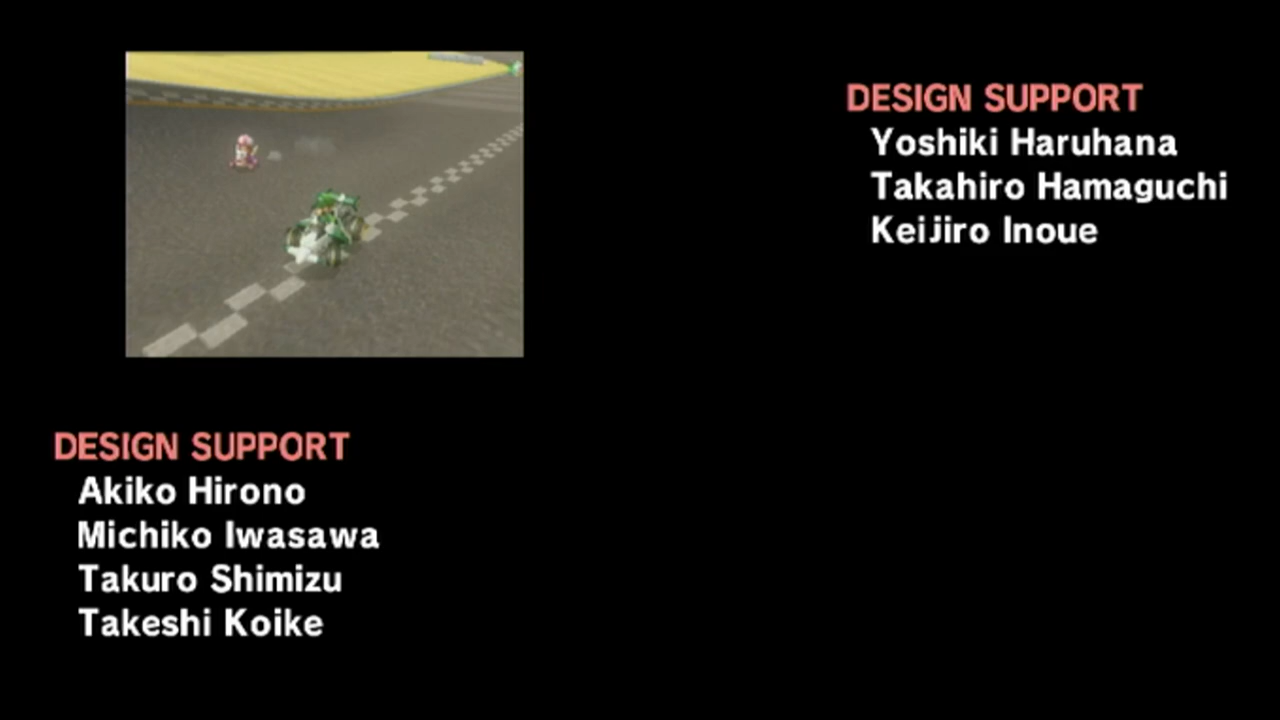 DESIGN SUPPORT
Yoshiki Haruhana
Takahiro Hamaguchi
KeiJiro Inoue
DESIGN SUPPORT
Akiko Hirono
Michiko Iwasawa
Takuro Shimizu
Takeshi Koike